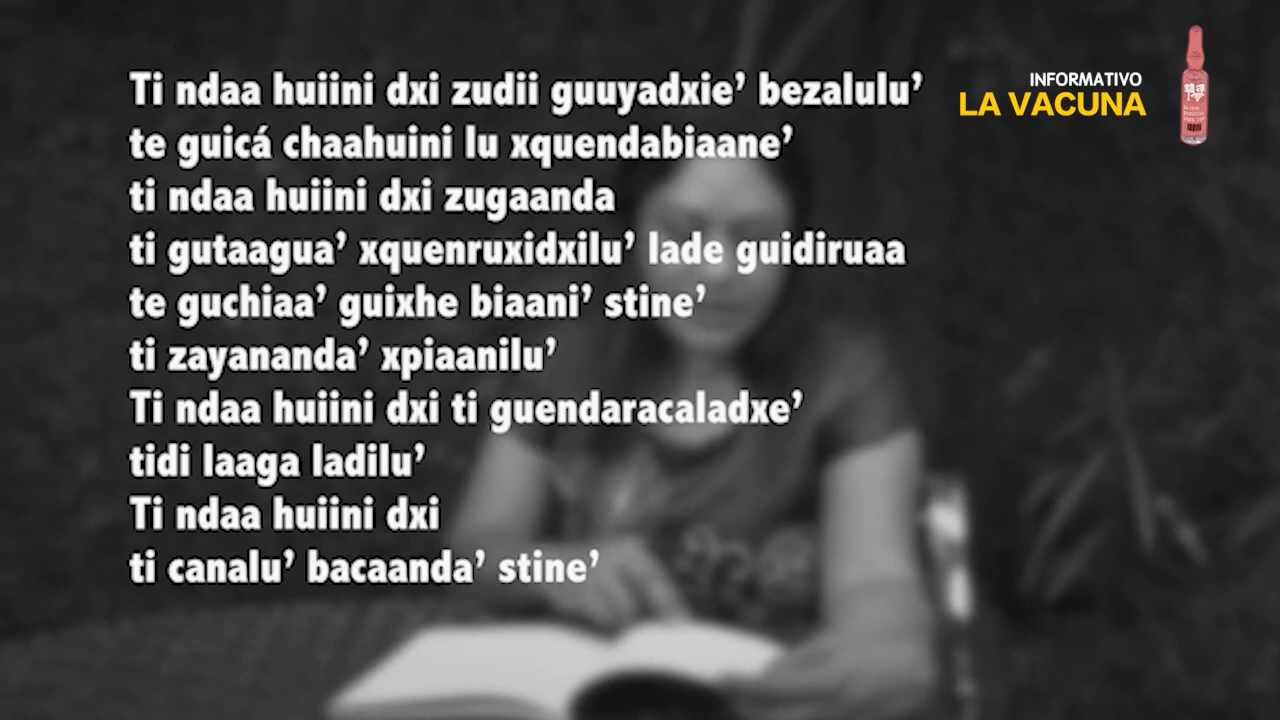 Ti ndaa huiini dxi zudii guuyadxie’ bezalulu’
te guicá chaahuini lu xquendabiaane’
ti ndaa huiini dxi zugaanda
ti gutaagua’ xquenruxidxilu’ lade guidiruaa
te guchiaa’ guixhe biaani’ stine’
ti zayananda’ xpiaanilu’
Ti ndaa huiini dxi ti guendaracaladxe’
tidi laaga ladilu’
Ti ndaa huiini dxi
ti canalu’ bacaanda’ stine’
INFORMATIVO
LA VACUNA